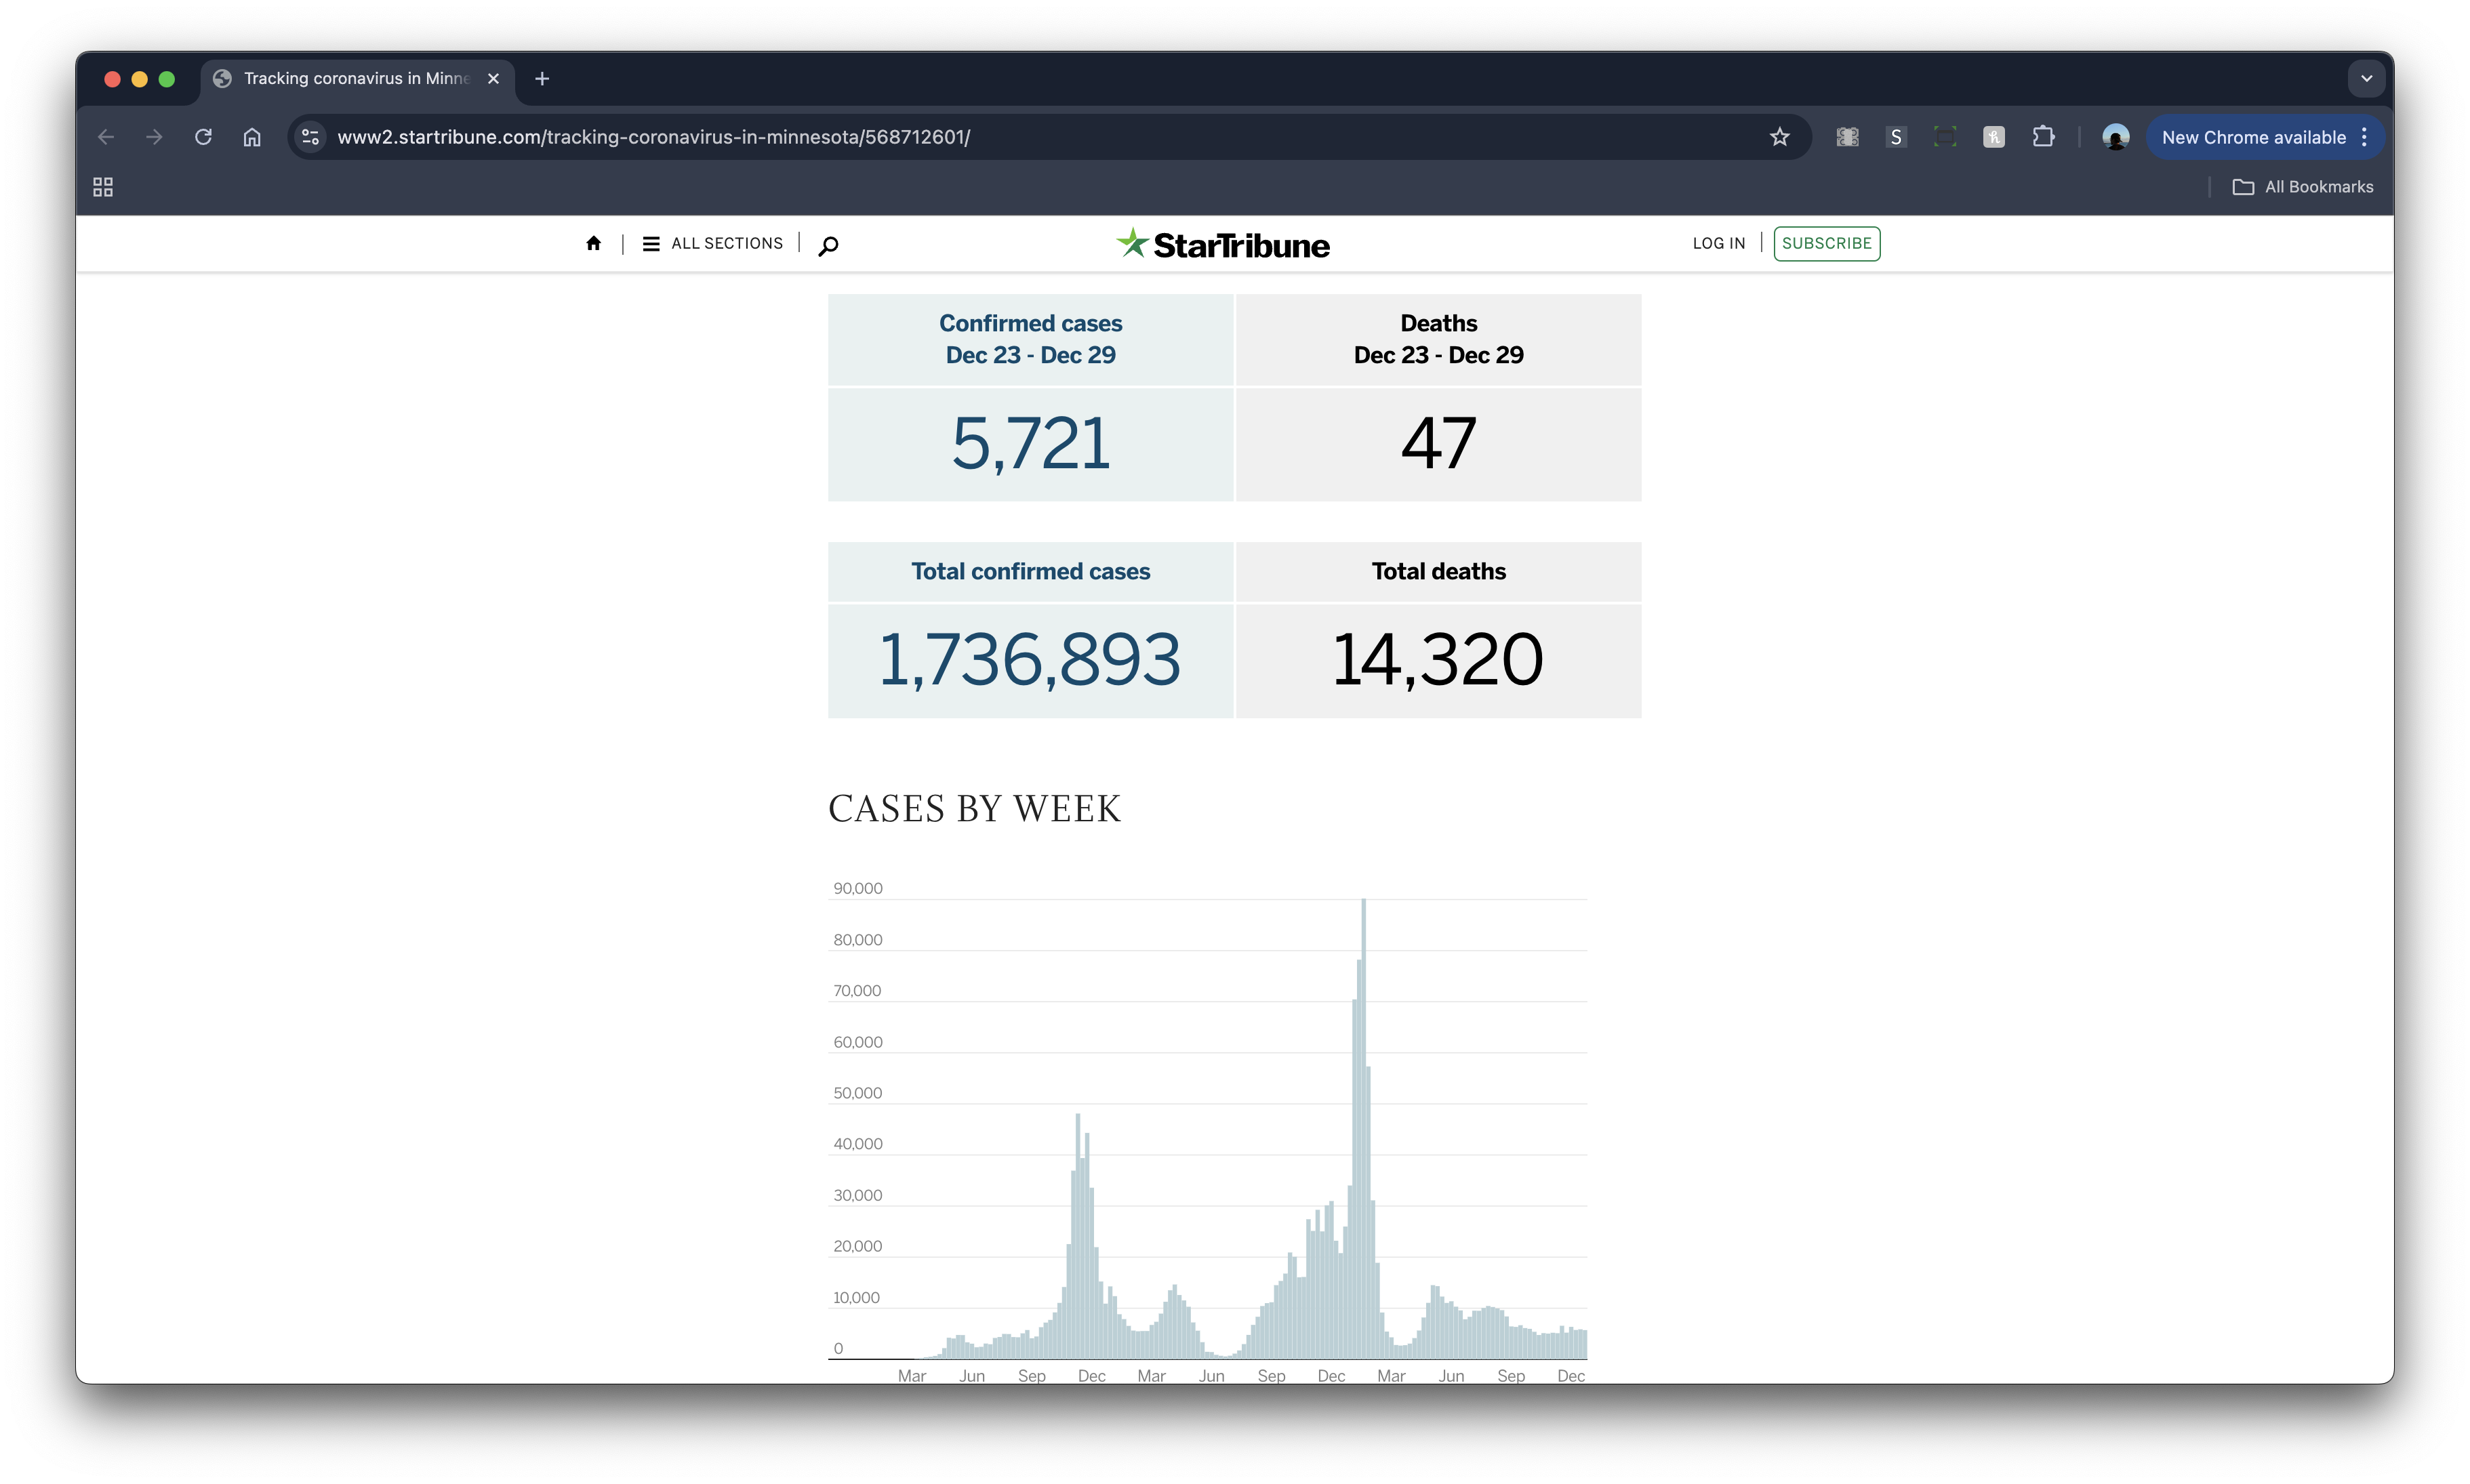 Tracking coronavirus in Minne
www2.startribune.com/tracking-coronavirus-in-minnesota/568712601/
S
h
New Chrome available
All Bookmarks
ALL SECTIONS
StarTribune
LOG IN
SUBSCRIBE
Confirmed cases
Dec 23 - Dec 29
5,721
Deaths
Dec 23 - Dec 29
47
Total confirmed cases
1,736,893
Total deaths
14,320
CASES BY WEEK
90,000
80,000
70,000
60,000
50,000
40,000
30,000
20,000
10,000
0
Mar Jun Sep Dec Mar Jun Sep Dec Mar Jun Sep Dec